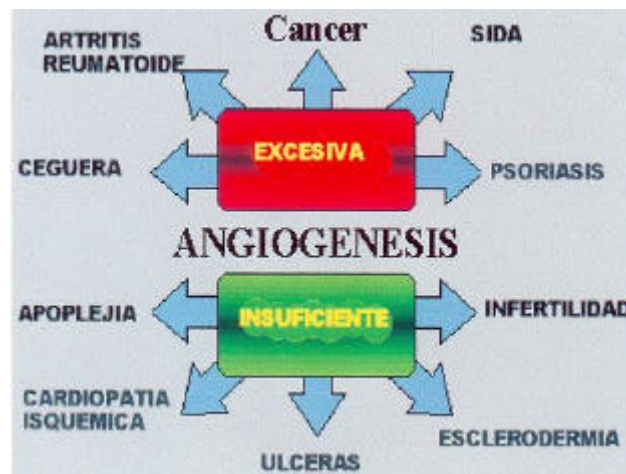 Cancer
ARTRITIS
REUMATOIDE
SIDA
EXCESIVA
CEGUERA
PSORIASIS
ANGIOGENESIS
APOPLEJIA
INSUFICIENTE
INFERTILIDAD
CARDIOPATIA
ISQUEMICA
ULCERAS
ESCLERODERMIA